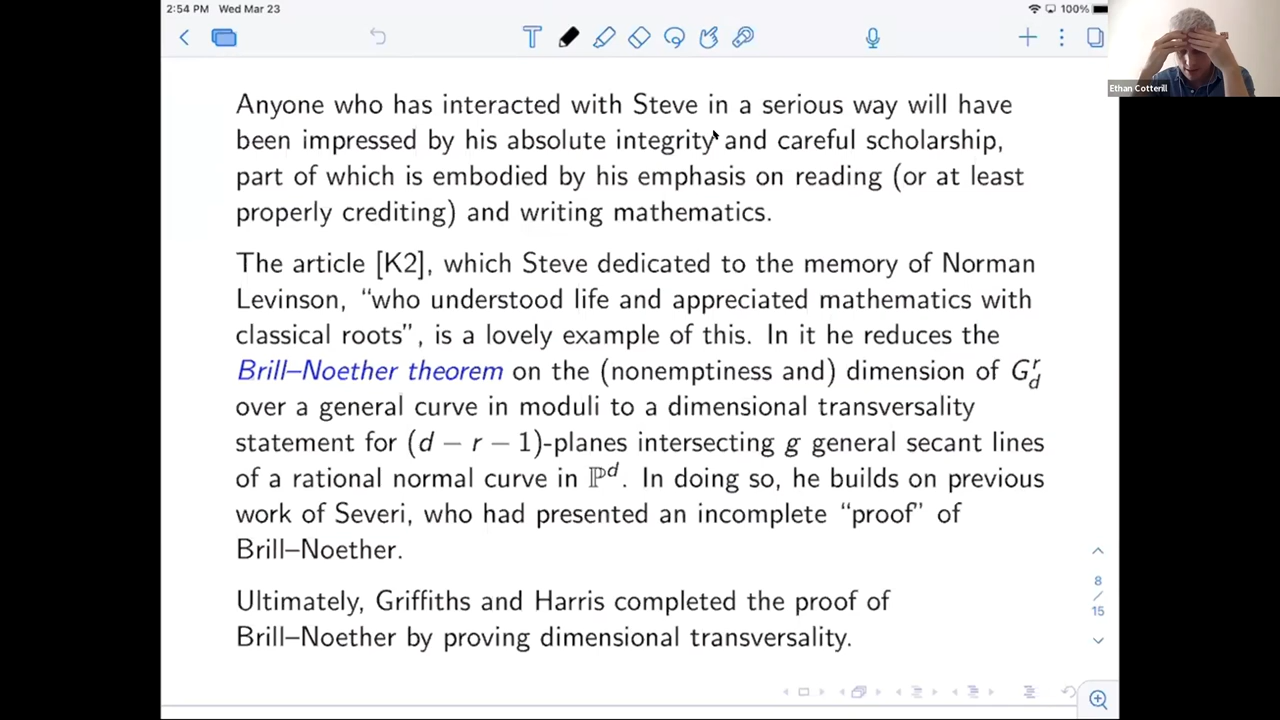 2:54 PM Wed Mar 23
100%
Ethan Cotterill
Anyone who has interacted with Steve in a serious way will have
been impressed by his absolute integrity and careful scholarship,
part of which is embodied by his emphasis on reading (or at least
properly crediting) and writing mathematics.
The article [K2], which Steve dedicated to the memory of Norman
Levinson, “who understood life and appreciated mathematics with
classical roots”, is a lovely example of this. In it he reduces the
Brill–Noether theorem on the (nonemptiness and) dimension of $G^r_d$
over a general curve in moduli to a dimensional transversality
statement for $(d − r − 1)$-planes intersecting $g$ general secant lines
of a rational normal curve in $\mathbb{P}^d$. In doing so, he builds on previous
work of Severi, who had presented an incomplete “proof” of
Brill–Noether.
Ultimately, Griffiths and Harris completed the proof of
Brill–Noether by proving dimensional transversality.
8
/
15